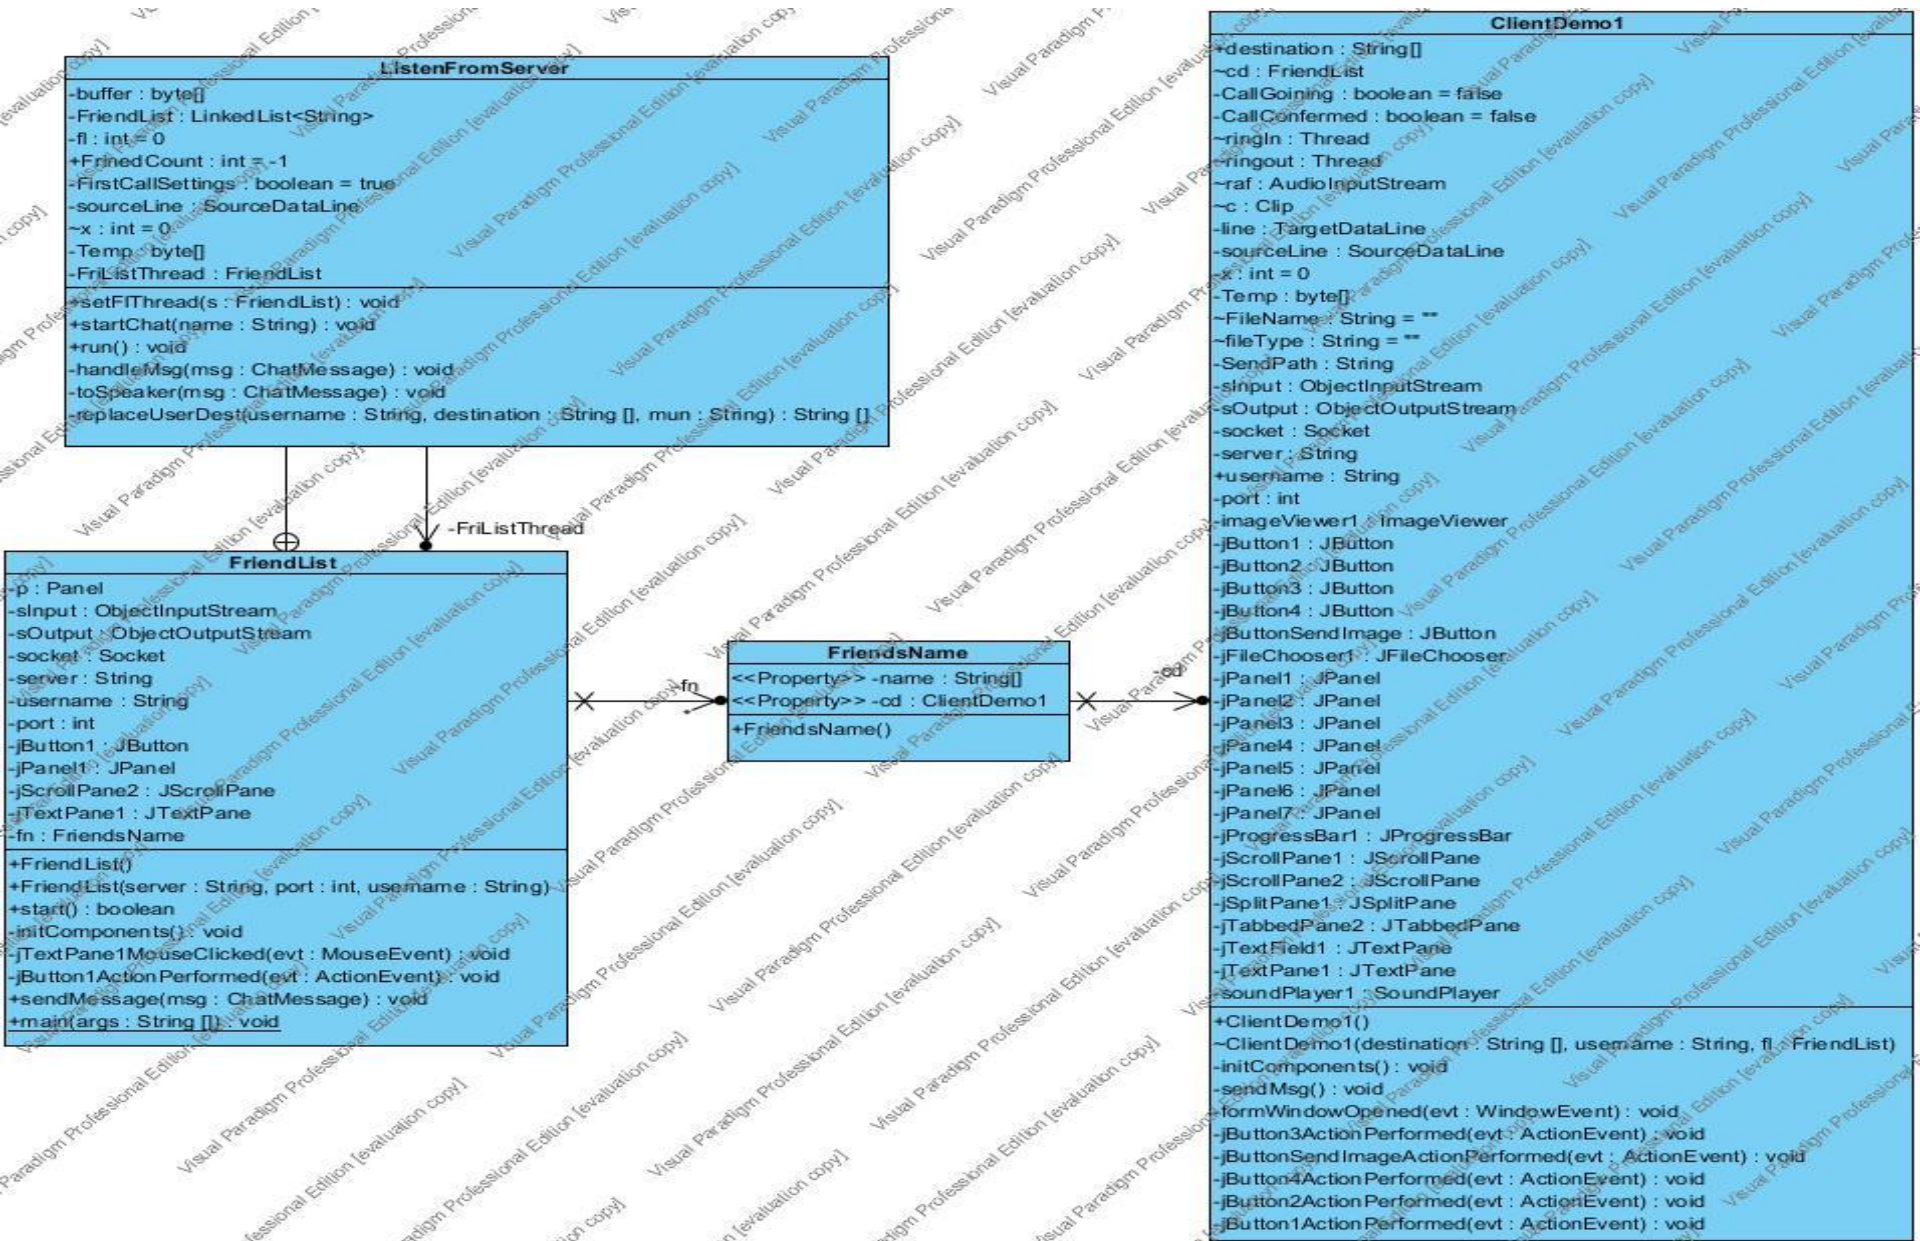 ListenFromServer
-buffer : byte[]
-FriendList : LinkedList<String>
-fl : int = 0
+FrinedCount : int = -1
-FirstCallSettings : boolean = true
-sourceLine : SourceDataLine
~x : int = 0
-Temp : byte[]
-FriListThread : FriendList
+setFlThread(s : FriendList) : void
+startChat(name : String) : void
+run() : void
-handleMsg(msg : ChatMessage) : void
-toSpeaker(msg : ChatMessage) : void
-replaceUserDest(username : String, destination : String [], mun : String) : String []
-FriListThread
FriendList
-p : Panel
-sInput : ObjectInputStream
-sOutput : ObjectOutputStream
-socket : Socket
-server : String
-username : String
-port : int
-jButton1 : JButton
-jPanel1 : JPanel
-jScrollPane2 : JScrollPane
-jTextPane1 : JTextPane
-fn : FriendsName
+FriendList()
+FriendList(server : String, port : int, username : String)
+start() : boolean
-initComponents() : void
-jTextPane1MouseClicked(evt : MouseEvent) : void
-jButton1ActionPerformed(evt : ActionEvent) : void
+sendMessage(msg : ChatMessage) : void
+main(args : String []) : void
-fn
*
FriendsName
<<Property>> -name : String[]
<<Property>> -cd : ClientDemo1
+FriendsName()
-cd
ClientDemo1
+destination : String[]
~cd : FriendList
-CallGoining : boolean = false
-CallConfermed : boolean = false
~ringIn : Thread
~ringout : Thread
~raf : AudioInputStream
~c : Clip
-line : TargetDataLine
-sourceLine : SourceDataLine
-x : int = 0
-Temp : byte[]
~FileName : String = ""
~fileType : String = ""
-SendPath : String
-sInput : ObjectInputStream
-sOutput : ObjectOutputStream
-socket : Socket
-server : String
+username : String
-port : int
-imageViewer1 : ImageViewer
-jButton1 : JButton
-jButton2 : JButton
-jButton3 : JButton
-jButton4 : JButton
-jButtonSendImage : JButton
-jFileChooser1 : JFileChooser
-jPanel1 : JPanel
-jPanel2 : JPanel
-jPanel3 : JPanel
-jPanel4 : JPanel
-jPanel5 : JPanel
-jPanel6 : JPanel
-jPanel7 : JPanel
-jProgressBar1 : JProgressBar
-jScrollPane1 : JScrollPane
-jScrollPane2 : JScrollPane
-jSplitPane1 : JSplitPane
-jTabbedPane2 : JTabbedPane
-jTextField1 : JTextPane
-jTextPane1 : JTextPane
-soundPlayer1 : SoundPlayer
+ClientDemo1()
~ClientDemo1(destination : String [], username : String, fl : FriendList)
-initComponents() : void
-sendMsg() : void
-formWindowOpened(evt : WindowEvent) : void
-jButton3ActionPerformed(evt : ActionEvent) : void
-jButtonSendImageActionPerformed(evt : ActionEvent) : void
-jButton4ActionPerformed(evt : ActionEvent) : void
-jButton2ActionPerformed(evt : ActionEvent) : void
-jButton1ActionPerformed(evt : ActionEvent) : void
Visual Paradigm Professional Edition [evaluation copy]